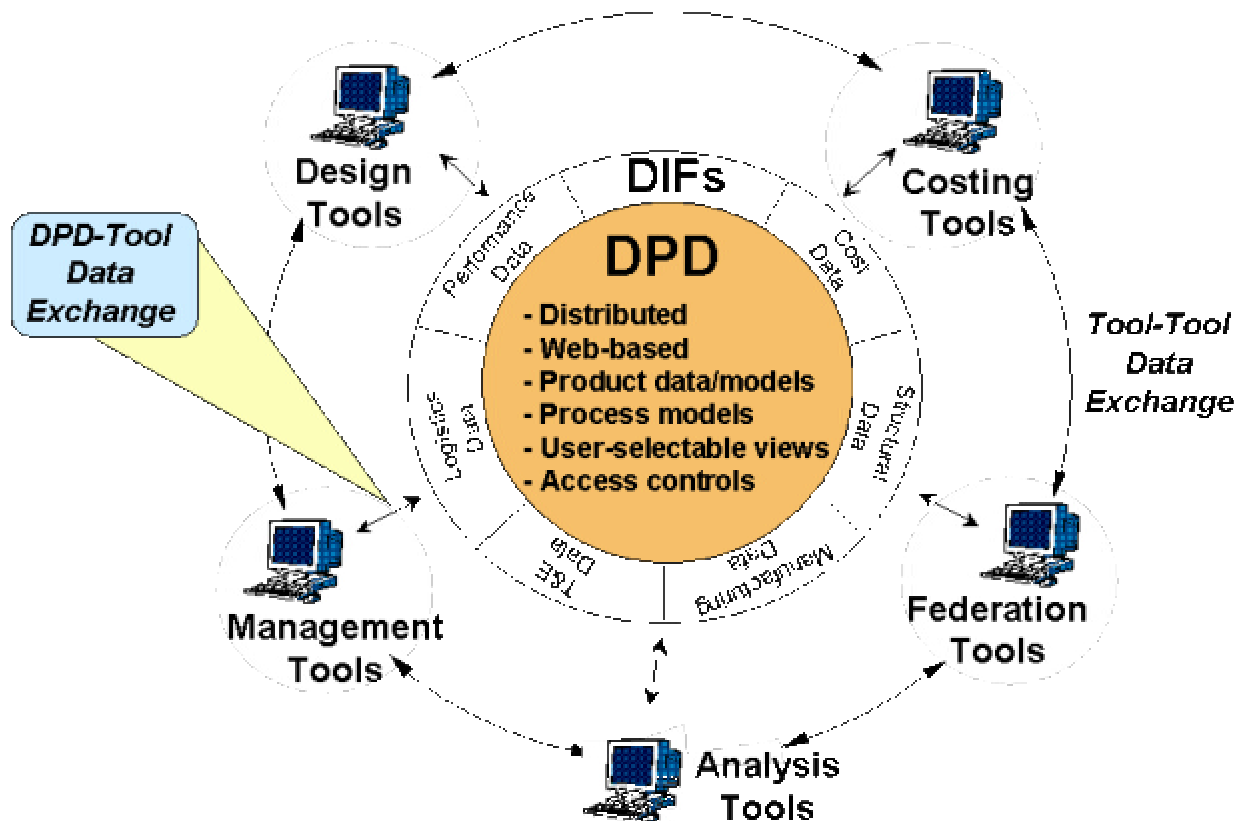 Design
Tools
Costing
Tools
DPD-Tool
Data
Exchange
DIFs
Performance
Data
Cost
Data
DPD
- Distributed
- Web-based
- Product data/models
- Process models
- User-selectable views
- Access controls
Tool-Tool
Data
Exchange
Logistics
Data
Structural
Data
T&E
Data
Manufacturing
Data
Management
Tools
Federation
Tools
Analysis
Tools